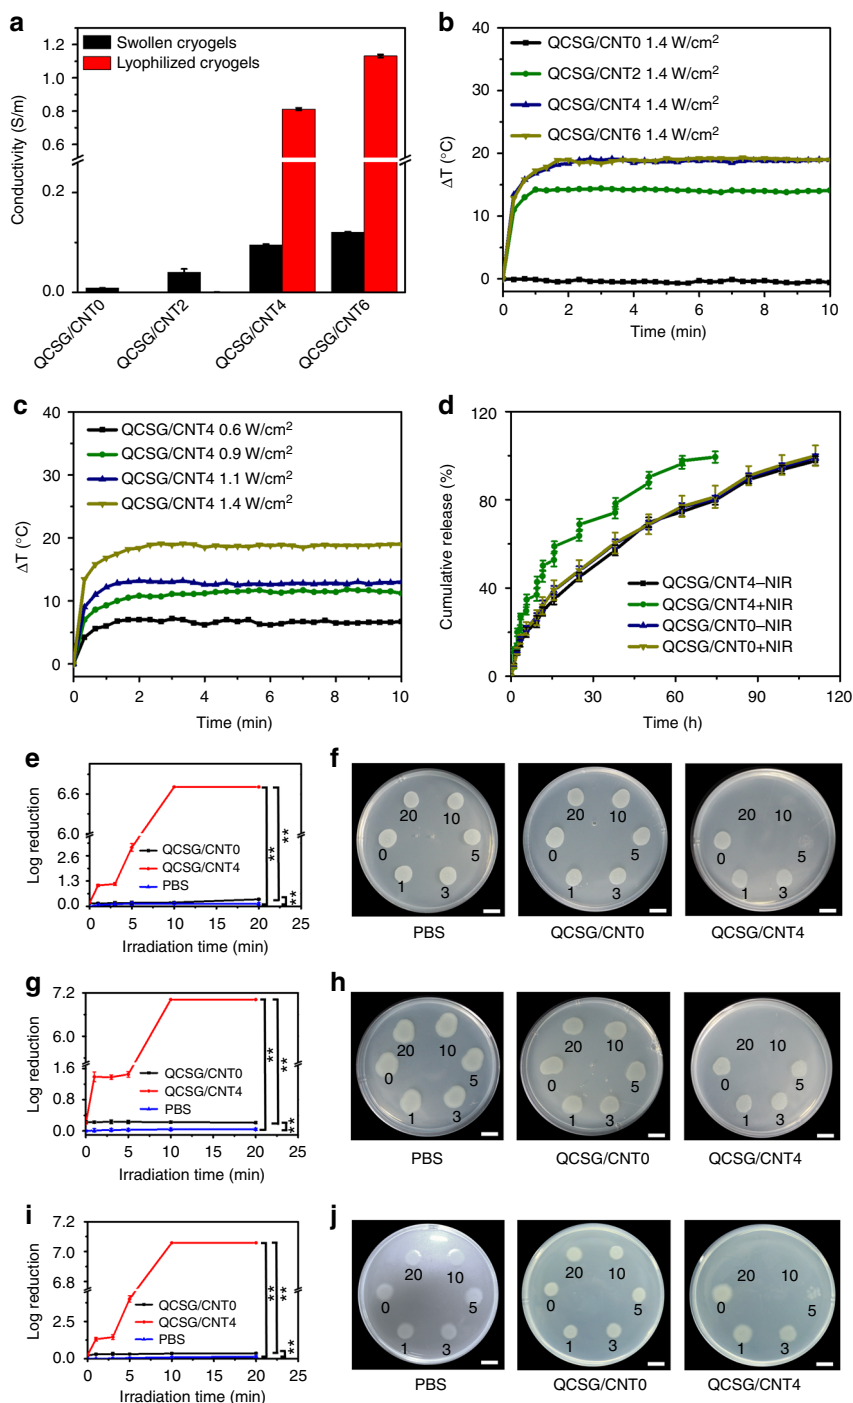 a
Swollen cryogels
Lyophilized cryogels
Conductivity (S/m)
1.2
1.0
0.8
0.6
0.2
0.0
QCSG/CNT0
QCSG/CNT2
QCSG/CNT4
QCSG/CNT6
b
QCSG/CNT0 1.4 W/cm²
QCSG/CNT2 1.4 W/cm²
QCSG/CNT4 1.4 W/cm²
QCSG/CNT6 1.4 W/cm²
ΔT (°C)
40
30
20
10
0
0 2 4 6 8 10
Time (min)
c
QCSG/CNT4 0.6 W/cm²
QCSG/CNT4 0.9 W/cm²
QCSG/CNT4 1.1 W/cm²
QCSG/CNT4 1.4 W/cm²
ΔT (°C)
40
30
20
10
0
0 2 4 6 8 10
Time (min)
d
Cumulative release (%)
120
80
40
0
QCSG/CNT4–NIR
QCSG/CNT4+NIR
QCSG/CNT0–NIR
QCSG/CNT0+NIR
0 30 60 90 120
Time (h)
e
Log reduction
6.6
6.0
2.6
1.3
0.0
QCSG/CNT0
QCSG/CNT4
PBS
**
**
**
0 5 10 15 20 25
Irradiation time (min)
f
20 10
0 5
1 3
PBS
20 10
0 5
1 3
QCSG/CNT0
20 10
0 5
1 3
QCSG/CNT4
g
Log reduction
7.2
6.0
1.6
0.8
0.0
QCSG/CNT0
QCSG/CNT4
PBS
**
**
**
0 5 10 15 20 25
Irradiation time (min)
h
20 10
0 5
1 3
PBS
20 10
0 5
1 3
QCSG/CNT0
20 10
0 5
1 3
QCSG/CNT4
i
Log reduction
7.2
7.0
6.8
2.5
0.0
QCSG/CNT0
QCSG/CNT4
PBS
**
**
**
0 5 10 15 20 25
Irradiation time (min)
j
20 10
0 5
1 3
PBS
20 10
0 5
1 3
QCSG/CNT0
20 10
0 5
1 3
QCSG/CNT4